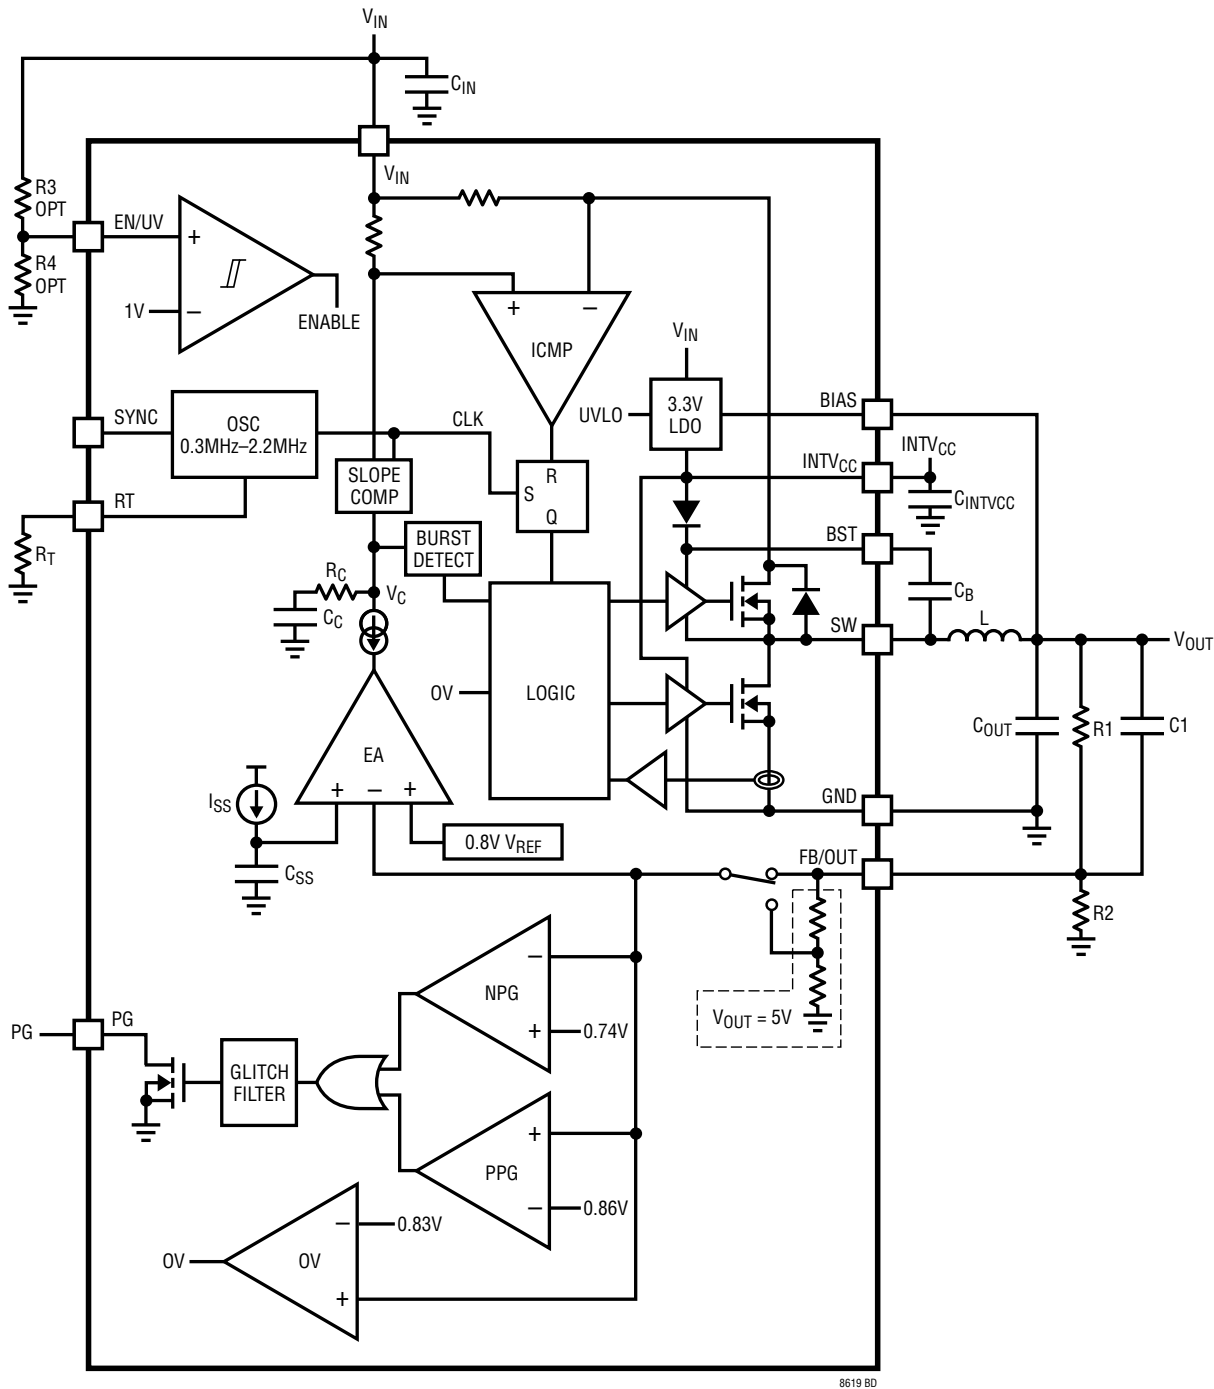 VIN
CIN
VIN
R3
OPT
EN/UV
+
R4
OPT
1V
–
ENABLE
+
–
ICMP
VIN
UVLO
3.3V
LDO
BIAS
SYNC
OSC
0.3MHz–2.2MHz
CLK
INTVCC
INTVCC
CINTVCC
SLOPE
COMP
R
S
Q
RT
RT
BURST
DETECT
BST
CB
RC
VC
CC
SW
L
VOUT
OV
LOGIC
COUT
R1
C1
EA
+
–
+
ISS
GND
0.8V VREF
FB/OUT
CSS
R2
–
NPG
+
0.74V
VOUT = 5V
PG
PG
GLITCH
FILTER
+
PPG
–
0.86V
–
0.83V
OV
OV
+
8619 BD